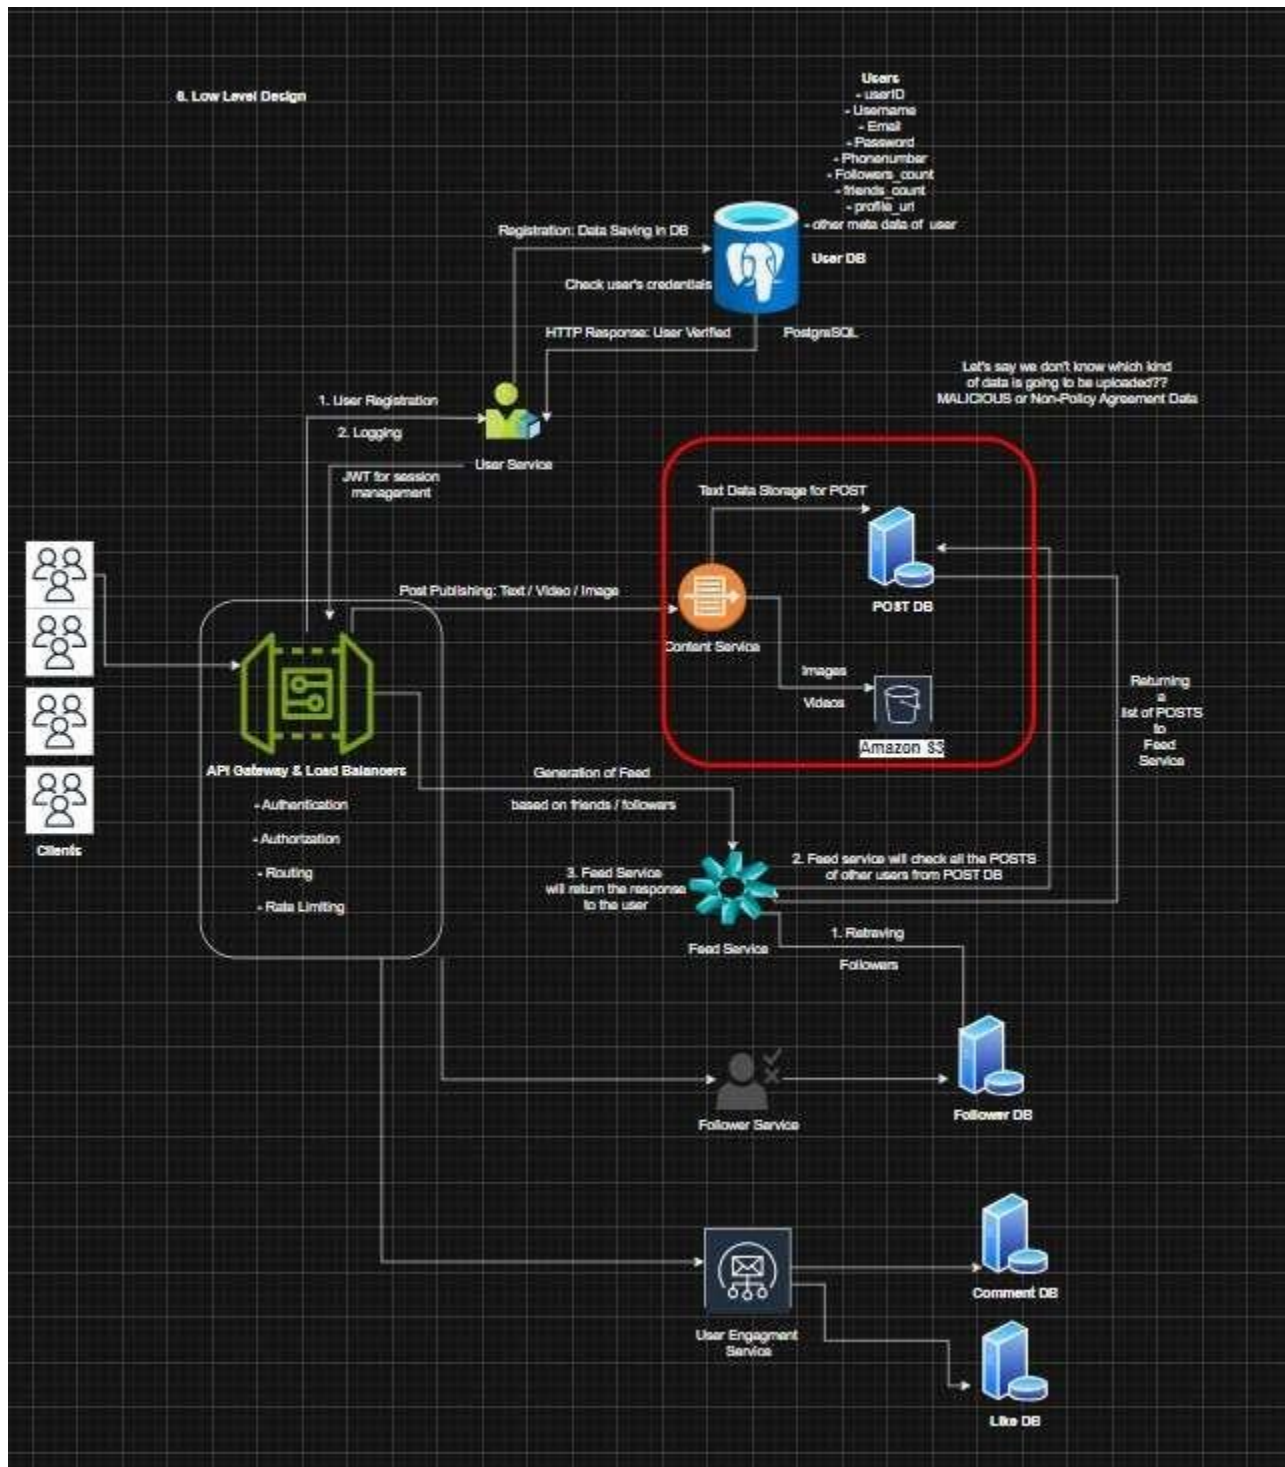 6. Low Level Design
Users
- userID
- Username
- Email
- Password
- Phonenumber
- Followers_count
- friends_count
- profile_url
- other meta data of user
User DB
Registration: Data Saving in DB
Check user's credentials
HTTP Response: User Verified
PostgreSQL
Let's say we don't know which kind
of data is going to be uploaded??
MALICIOUS or Non-Policy Agreement Data
1. User Registration
2. Logging
User Service
JWT for session
management
Text Data Storage for POST
POST DB
Post Publishing: Text / Video / Image
Content Service
Images
Videos
Amazon S3
Returning
a
list of POSTS
to
Feed
Service
Clients
API Gateway & Load Balancers
- Authentication
- Authorization
- Routing
- Rate Limiting
Generation of Feed
based on friends / followers
2. Feed service will check all the POSTS
of other users from POST DB
3. Feed Service
will return the response
to the user
Feed Service
1. Retraving
Followers
Follower Service
Follower DB
User Engagment
Service
Comment DB
Like DB